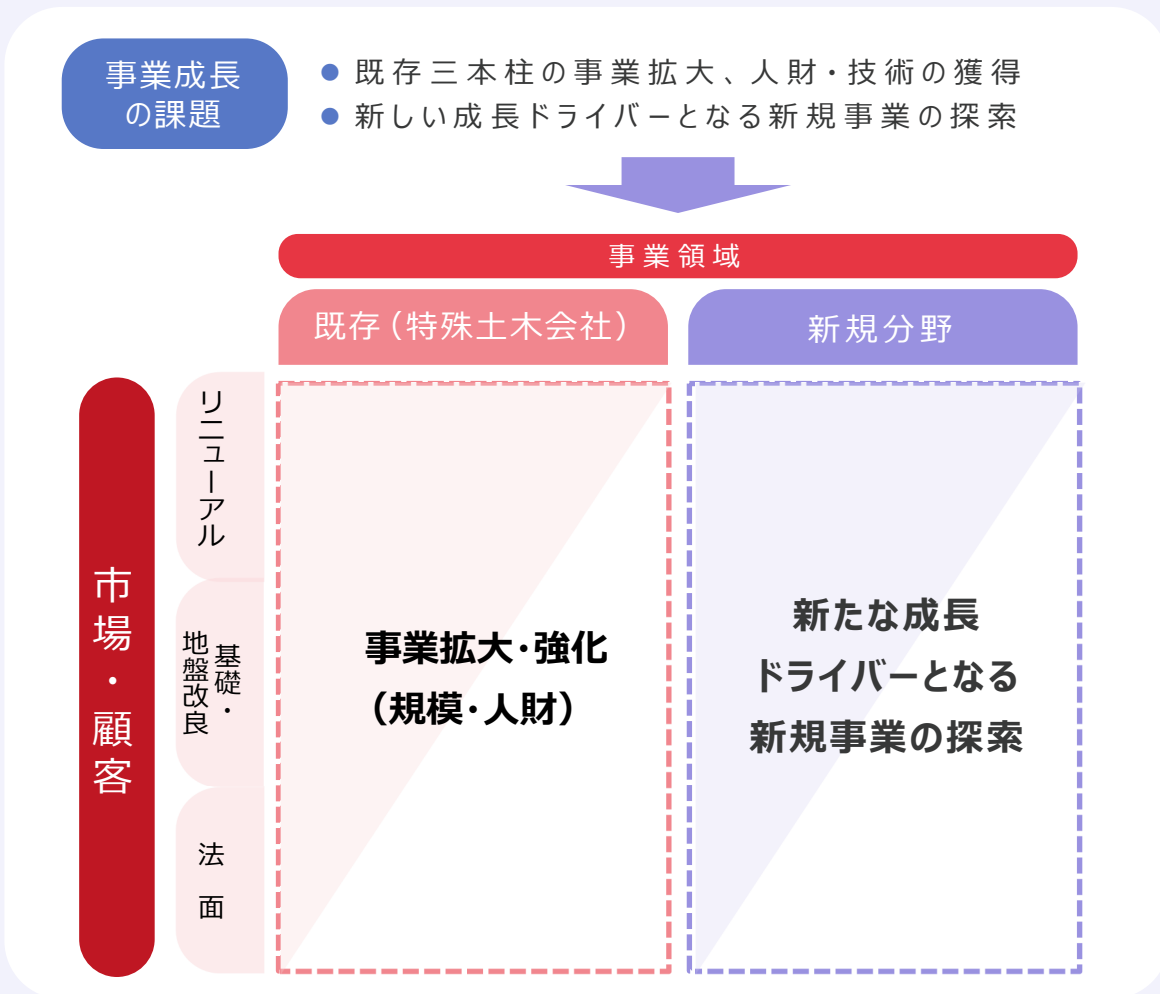 事業成長
の課題
● 既存三本柱の事業拡大、人財・技術の獲得
● 新しい成長ドライバーとなる新規事業の探索
事業領域
既存（特殊土木会社）
新規分野
市場・顧客
リニューアル
基礎・
地盤改良
法面
事業拡大・強化
（規模・人財）
新たな成長
ドライバーとなる
新規事業の探索